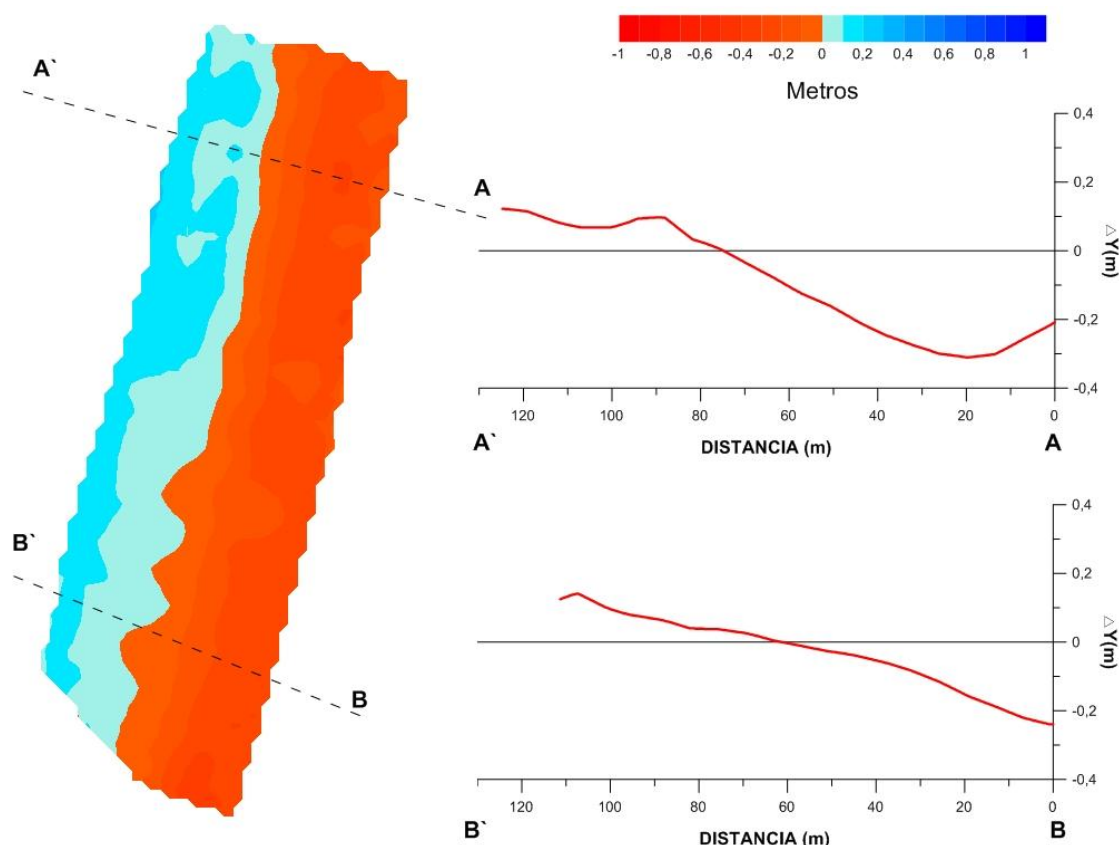 -1 -0,8 -0,6 -0,4 -0,2 0 0,2 0,4 0,6 0,8 1
Metros
A`
A
0,4
0,2
0
-0,2
-0,4
△Y(m)
120 100 80 60 40 20 0
A` DISTANCIA (m) A
B`
B
0,4
0,2
0
-0,2
-0,4
△Y(m)
120 100 80 60 40 20 0
B` DISTANCIA (m) B